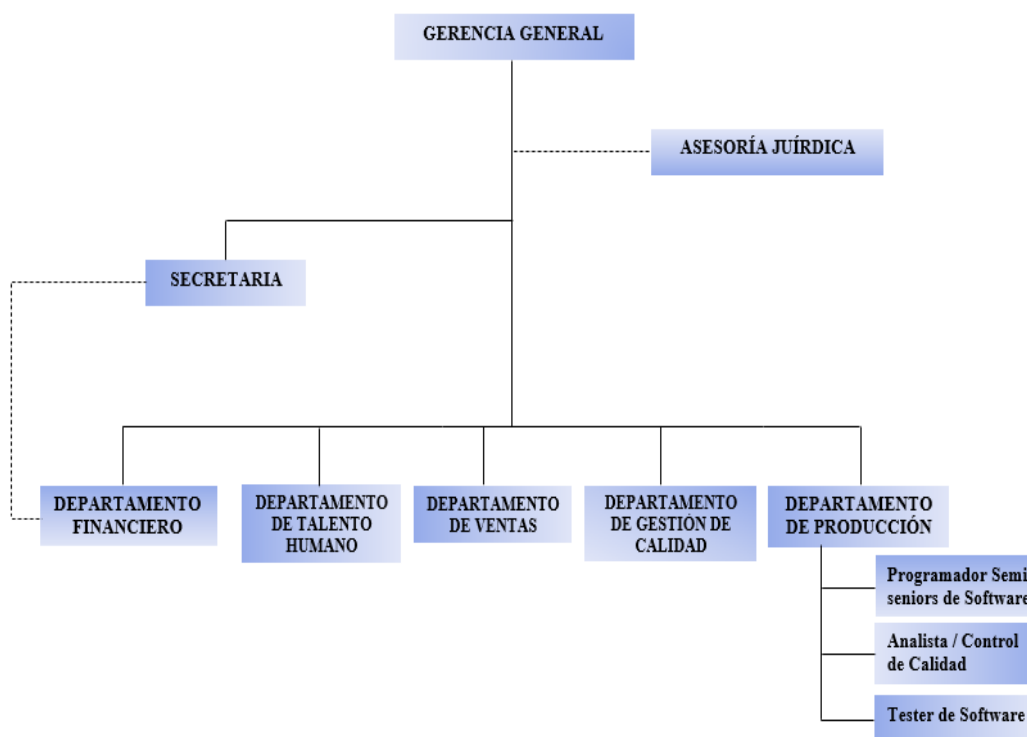 GERENCIA GENERAL
ASESORÍA JUÍRDICA
SECRETARIA
DEPARTAMENTO
FINANCIERO
DEPARTAMENTO
DE TALENTO
HUMANO
DEPARTAMENTO
DE VENTAS
DEPARTAMENTO
DE GESTIÓN DE
CALIDAD
DEPARTAMENTO
DE PRODUCCIÓN
Programador Semi
seniors de Software
Analista / Control
de Calidad
Tester de Software